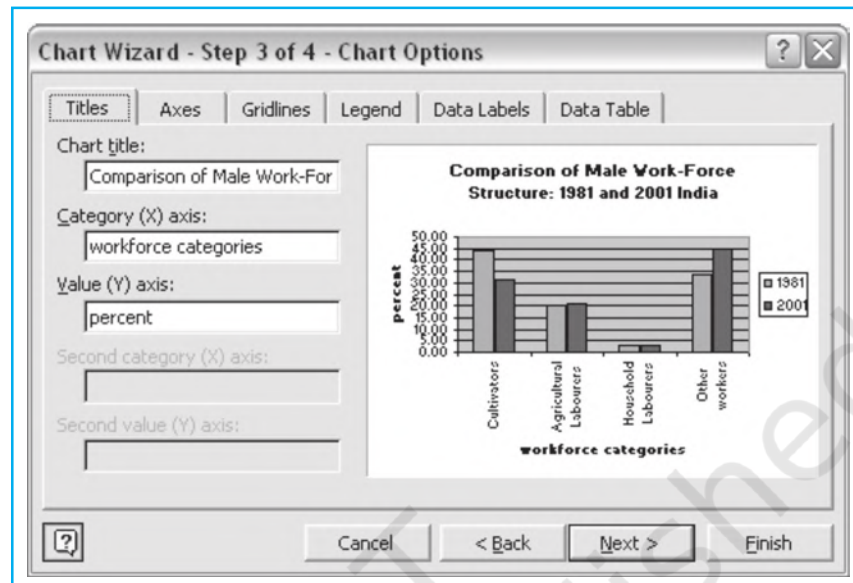 Chart Wizard - Step 3 of 4 - Chart Options
Titles
Axes
Gridlines
Legend
Data Labels
Data Table
Chart title:
Comparison of Male Work-For
Category (X) axis:
workforce categories
Value (Y) axis:
percent
Second category (X) axis:
Second value (Y) axis:
Comparison of Male Work-Force
Structure: 1981 and 2001 India
percent
50.00
45.00
40.00
35.00
30.00
25.00
20.00
15.00
10.00
5.00
0.00
Cultivators
Agricultural
Labourers
Household
Labourers
Other
workers
workforce categories
1981
2001
Cancel
< Back
Next >
Finish